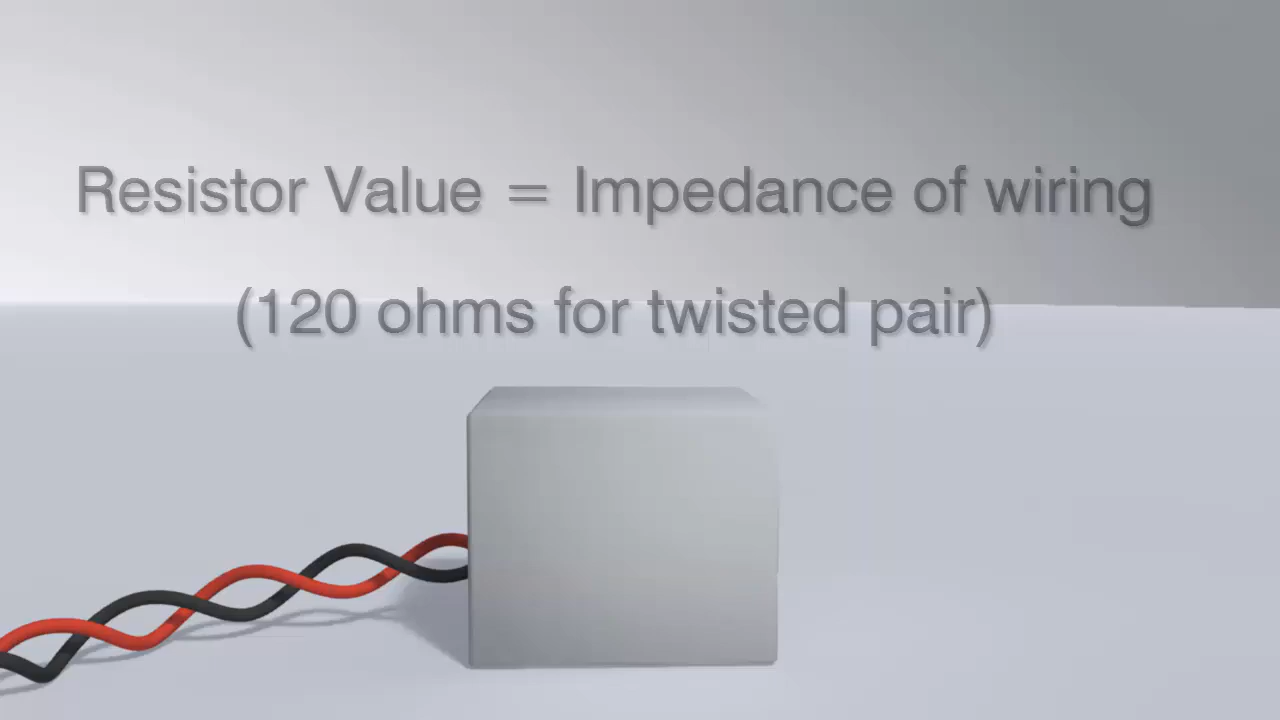 Resistor Value = Impedance of wiring
(120 ohms for twisted pair)